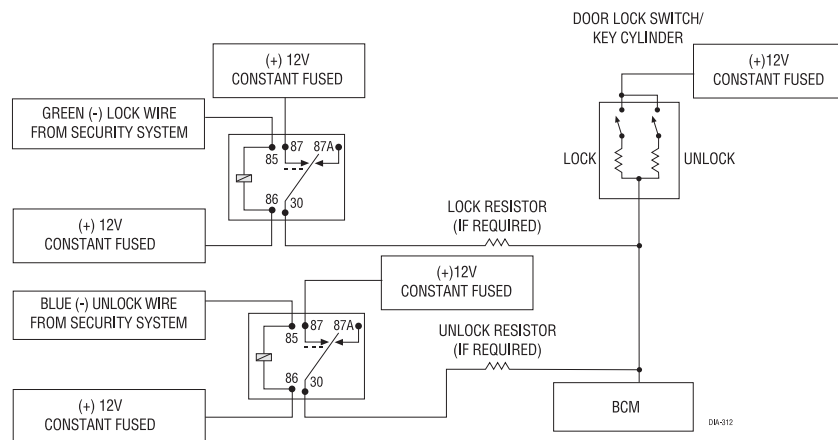 DOOR LOCK SWITCH/
KEY CYLINDER
(+) 12V
CONSTANT FUSED
(+)12V
CONSTANT FUSED
GREEN (-) LOCK WIRE
FROM SECURITY SYSTEM
85
87
87A
86
30
LOCK
UNLOCK
(+) 12V
CONSTANT FUSED
LOCK RESISTOR
(IF REQUIRED)
(+)12V
CONSTANT FUSED
BLUE (-) UNLOCK WIRE
FROM SECURITY SYSTEM
85
87
87A
86
30
UNLOCK RESISTOR
(IF REQUIRED)
(+) 12V
CONSTANT FUSED
BCM
DIA-312